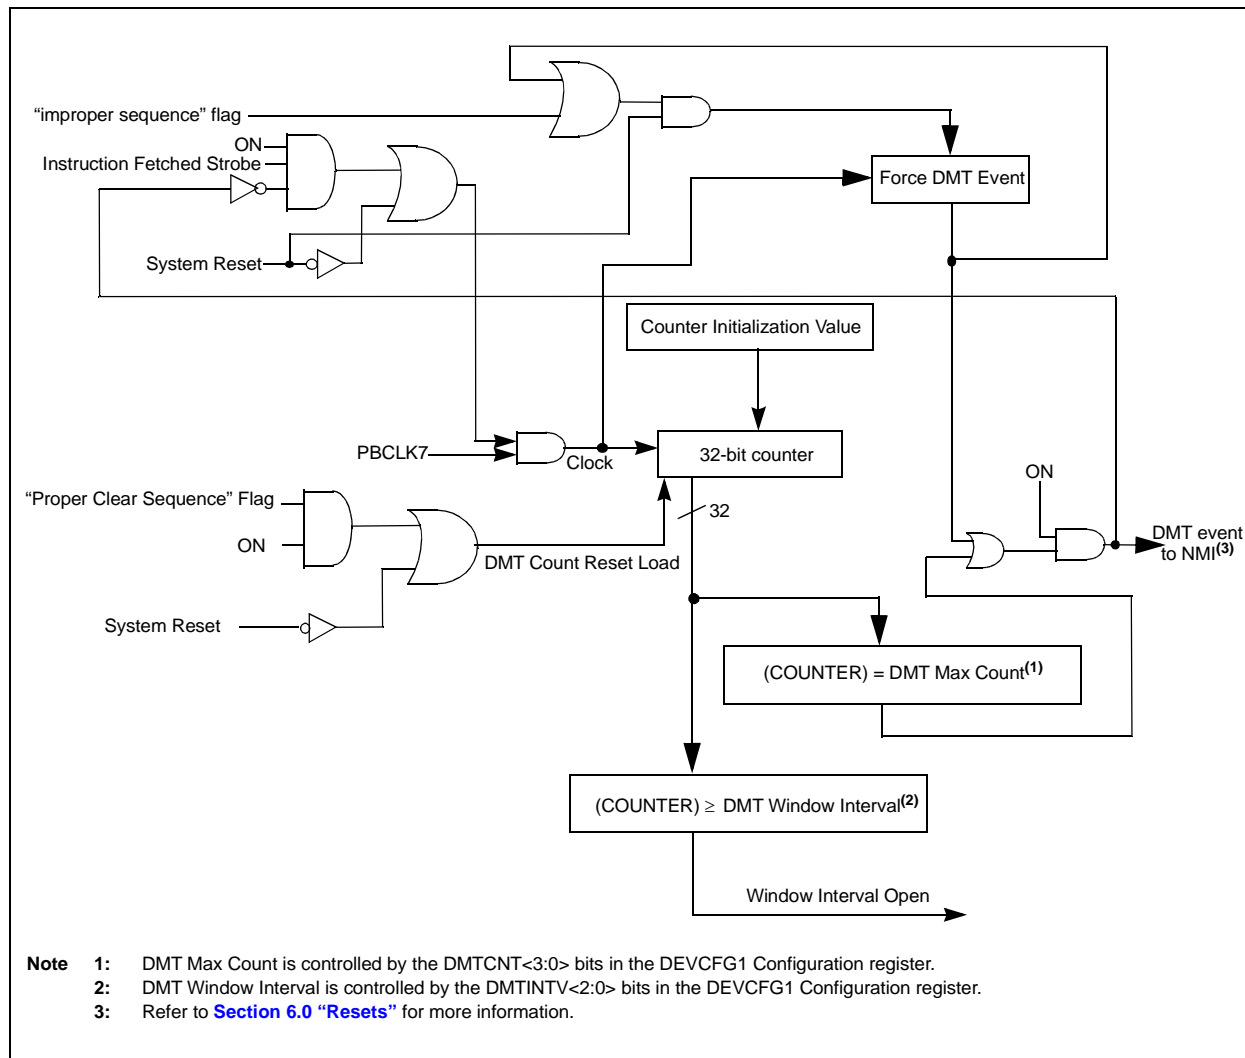 “improper sequence” flag
ON
Instruction Fetched Strobe
Force DMT Event
System Reset
Counter Initialization Value
PBCLK7
Clock
32-bit counter
“Proper Clear Sequence” Flag
ON
32
ON
DMT Count Reset Load
DMT event
to NMI(3)
System Reset
(COUNTER) = DMT Max Count(1)
(COUNTER) ≥ DMT Window Interval(2)
Window Interval Open
Note 1: DMT Max Count is controlled by the DMTCNT<3:0> bits in the DEVCFG1 Configuration register.
2: DMT Window Interval is controlled by the DMTINTV<2:0> bits in the DEVCFG1 Configuration register.
3: Refer to Section 6.0 “Resets” for more information.